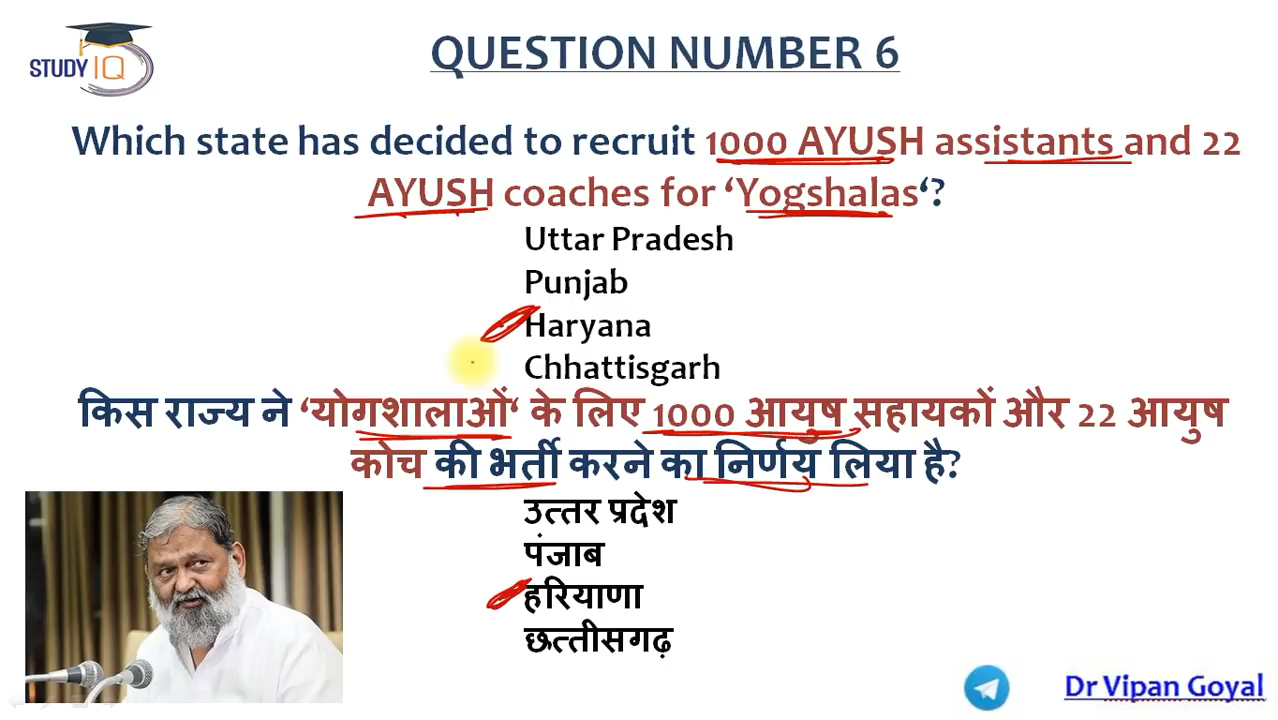 STUDY IQ
QUESTION NUMBER 6
Which state has decided to recruit 1000 AYUSH assistants and 22
AYUSH coaches for ‘Yogshalas‘?
Uttar Pradesh
Punjab
Haryana
Chhattisgarh
किस राज्य ने ‘योगशालाओं‘ के लिए 1000 आयुष सहायकों और 22 आयुष
कोच की भर्ती करने का निर्णय लिया है?
उत्तर प्रदेश
पंजाब
हरियाणा
छत्तीसगढ़
Dr Vipan Goyal